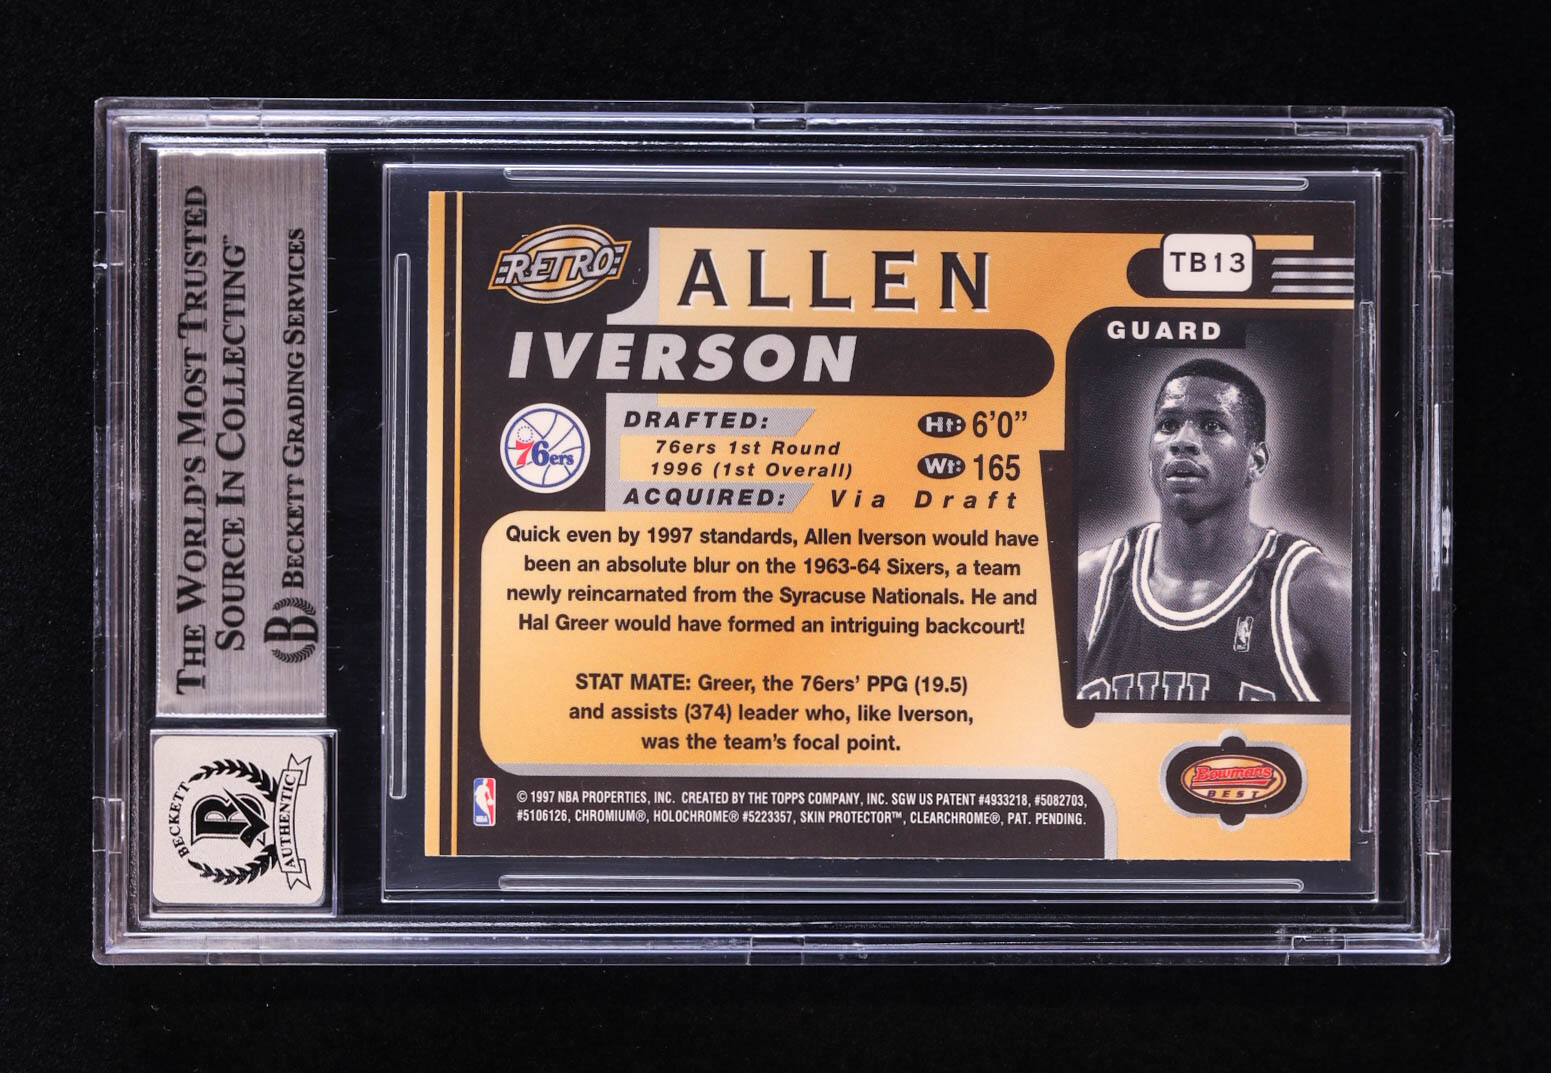 THE WORLD'S MOST TRUSTED
SOURCE IN COLLECTING™
BECKETT GRADING SERVICES
B
BECKETT
B
AUTHENTIC
RETRO
ALLEN
TB13
IVERSON
GUARD
76ers
DRAFTED:
76ers 1st Round
1996 (1st Overall)
ACQUIRED: Via Draft
Ht: 6'0"
Wt: 165
Quick even by 1997 standards, Allen Iverson would have
been an absolute blur on the 1963-64 Sixers, a team
newly reincarnated from the Syracuse Nationals. He and
Hal Greer would have formed an intriguing backcourt!
STAT MATE: Greer, the 76ers' PPG (19.5)
and assists (374) leader who, like Iverson,
was the team's focal point.
Bowmans
BEST
NBA
© 1997 NBA PROPERTIES, INC. CREATED BY THE TOPPS COMPANY, INC. SGW US PATENT #4933218, #5082703,
#5106126, CHROMIUM®, HOLOCHROME® #5223357, SKIN PROTECTOR™, CLEARCHROME®, PAT. PENDING.